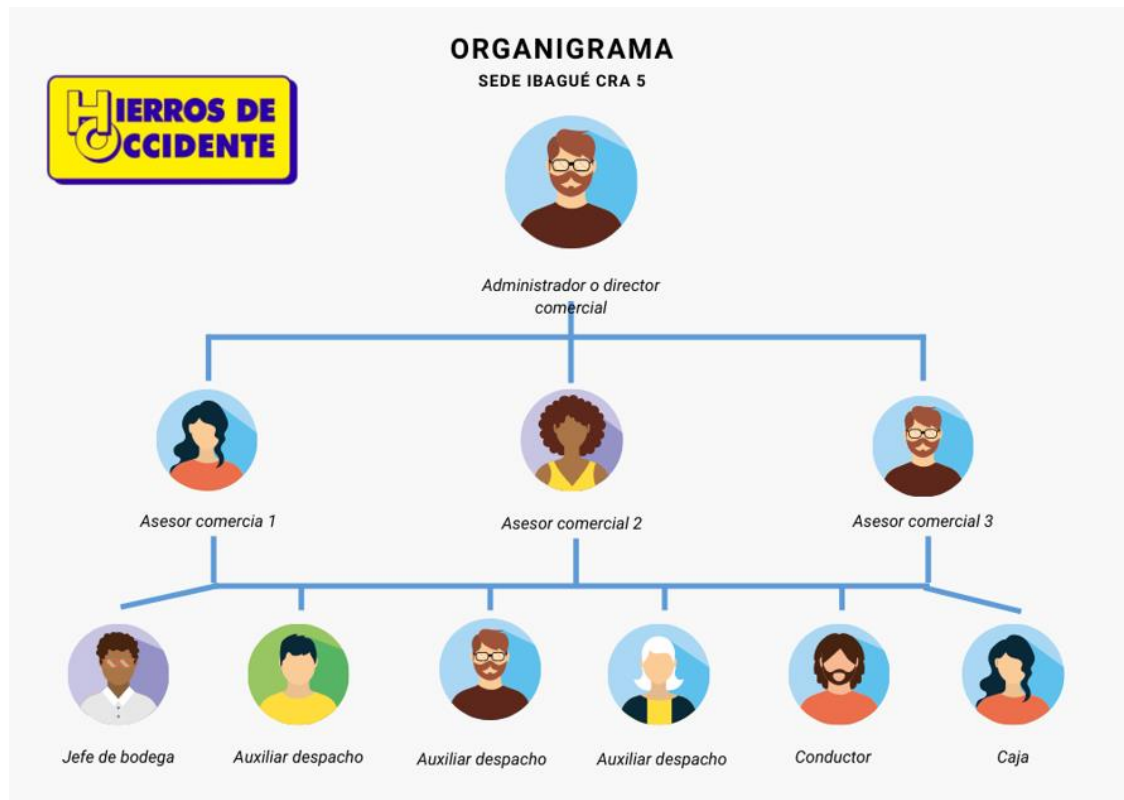 ORGANIGRAMA
SEDE IBAGUÉ CRA 5
HIERROS DE
OCCIDENTE
Administrador o director
comercial
Asesor comercia 1
Asesor comercial 2
Asesor comercial 3
Jefe de bodega
Auxiliar despacho
Auxiliar despacho
Auxiliar despacho
Conductor
Caja